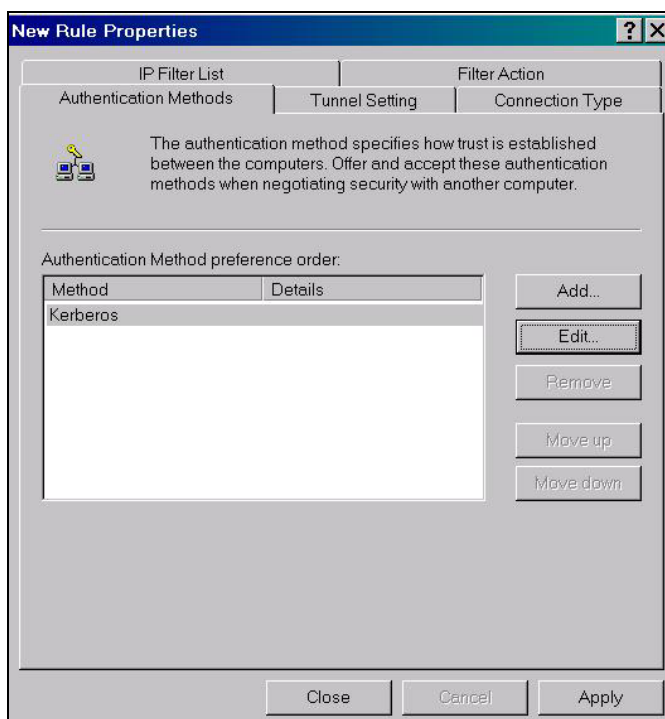 New Rule Properties
IP Filter List
Filter Action
Authentication Methods
Tunnel Setting
Connection Type
The authentication method specifies how trust is established
between the computers. Offer and accept these authentication
methods when negotiating security with another computer.
Authentication Method preference order:
Method
Details
Kerberos
Add...
Edit...
Remove
Move up
Move down
Close
Cancel
Apply